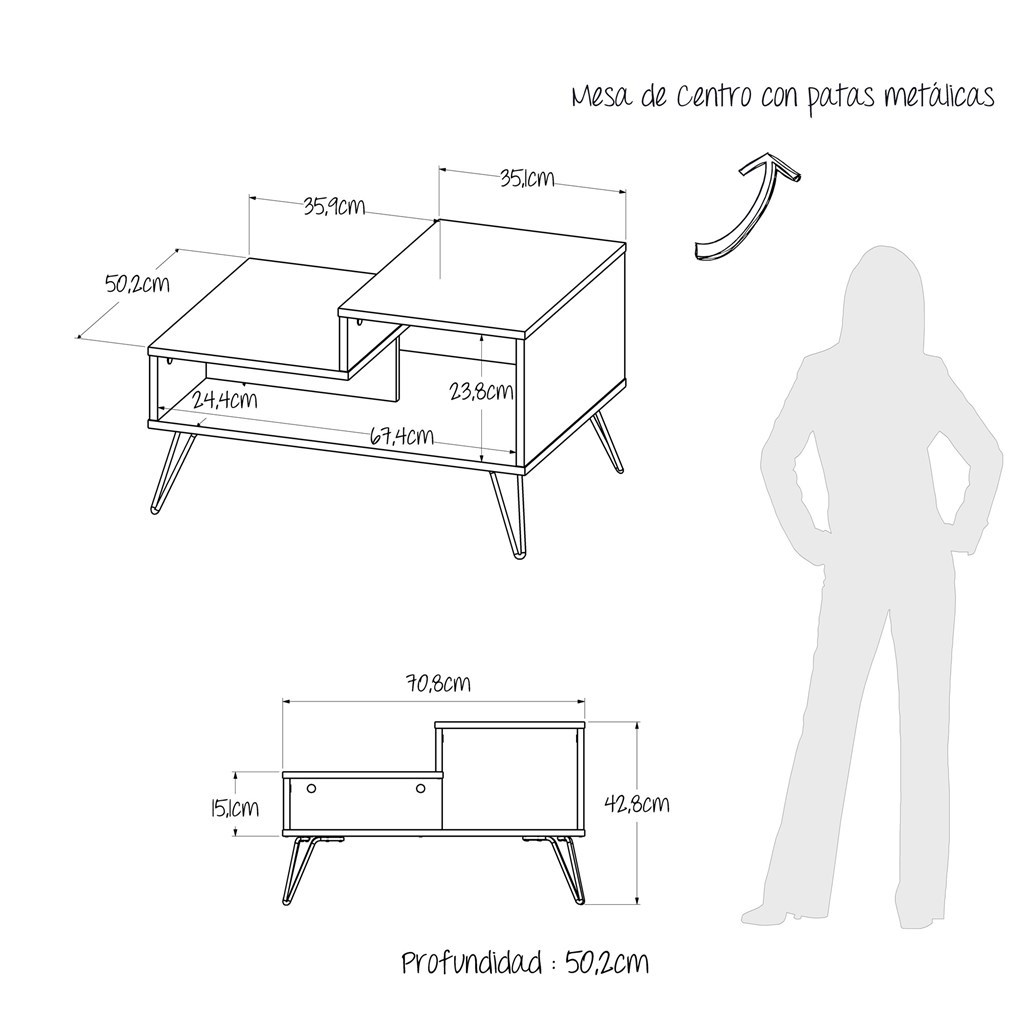 Mesa de Centro con patas metálicas
35,1cm
35,9cm
50,2cm
24,4cm
23,8cm
67,4cm
70,8cm
15,1cm
42,8cm
Profundidad : 50,2cm